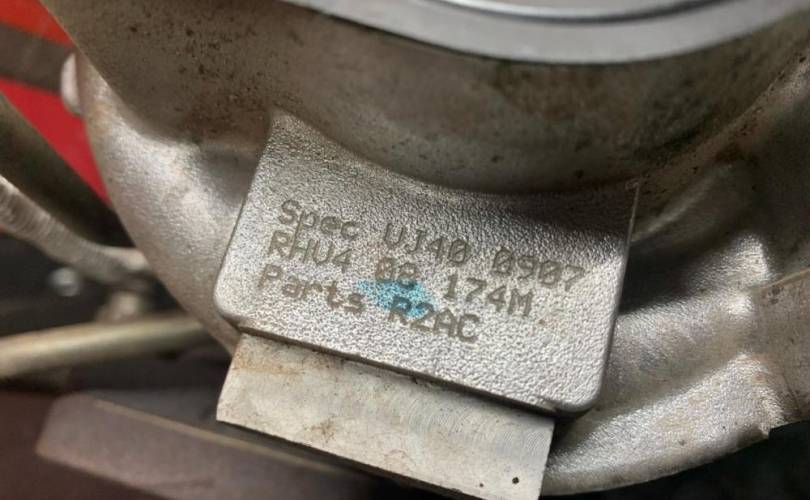 Spec VJ40 0907
RHV4 08 174M
Parts R2AC